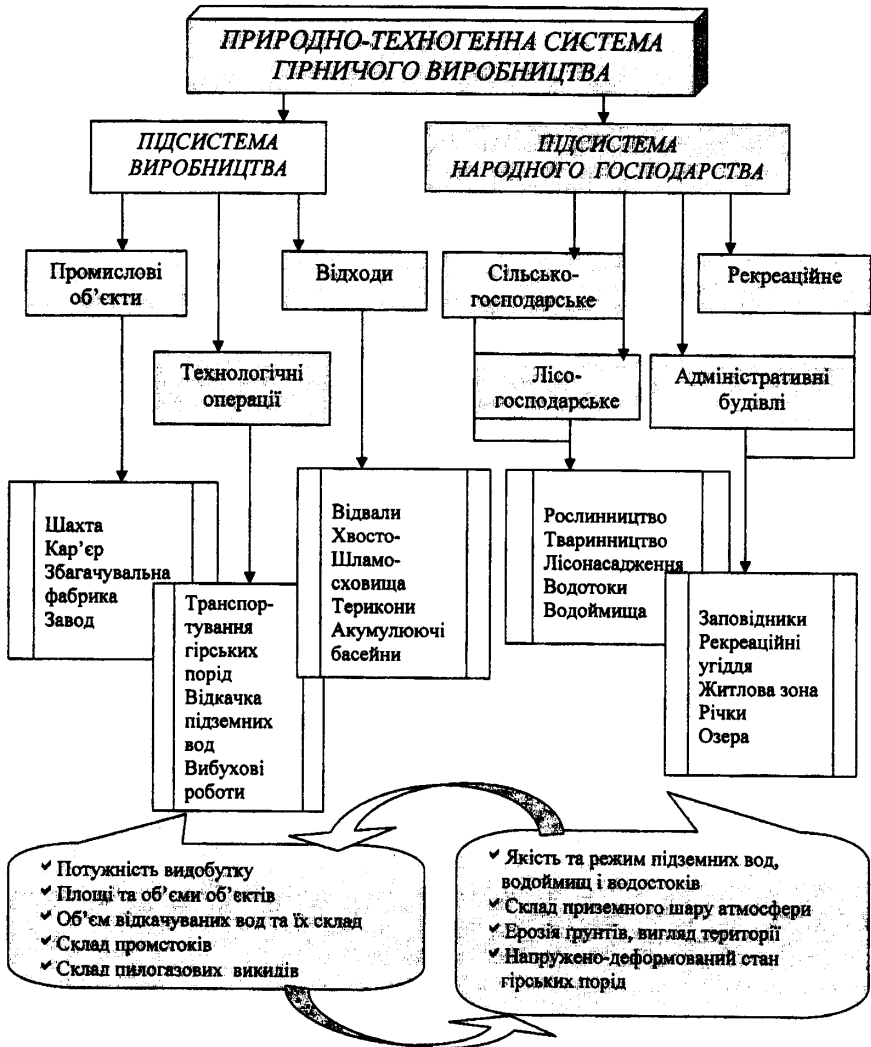 ПРИРОДНО-ТЕХНОГЕННА СИСТЕМА
ГІРНИЧОГО ВИРОБНИЦТВА
ПІДСИСТЕМА
ВИРОБНИЦТВА
ПІДСИСТЕМА
НАРОДНОГО ГОСПОДАРСТВА
Промислові
об’єкти
Відходи
Сільсько-
господарське
Рекреаційне
Технологічні
операції
Лісо-
господарське
Адміністративні
будівлі
Шахта
Кар’єр
Збагачувальна
фабрика
Завод
Транспор-
тування
гірських
порід
Відкачка
підземних
вод
Вибухові
роботи
Відвали
Хвосто-
Шламо-
сховища
Терикони
Акумулюючі
басейни
Рослинництво
Тваринництво
Лісонасадження
Водотоки
Водоймища
Заповідники
Рекреаційні
угіддя
Житлова зона
Річки
Озера
✓ Потужність видобутку
✓ Площі та об’єми об’єктів
✓ Об’єм відкачуваних вод та їх склад
✓ Склад промстоків
✓ Склад пилогазових викидів
✓ Якість та режим підземних вод,
водоймищ і водостоків
✓ Склад приземного шару атмосфери
✓ Ерозія ґрунтів, вигляд території
✓ Напружено-деформований стан
гірських порід